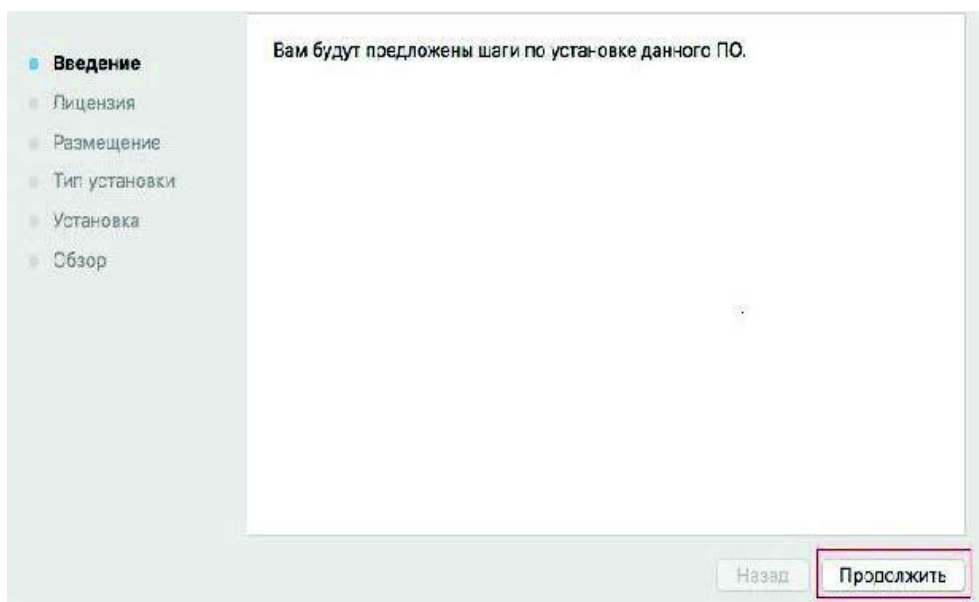 Введение
Лицензия
Размещение
Тип установки
Установка
Обзор
Вам будут предложены шаги по установке данного ПО.
Назад
Продолжить